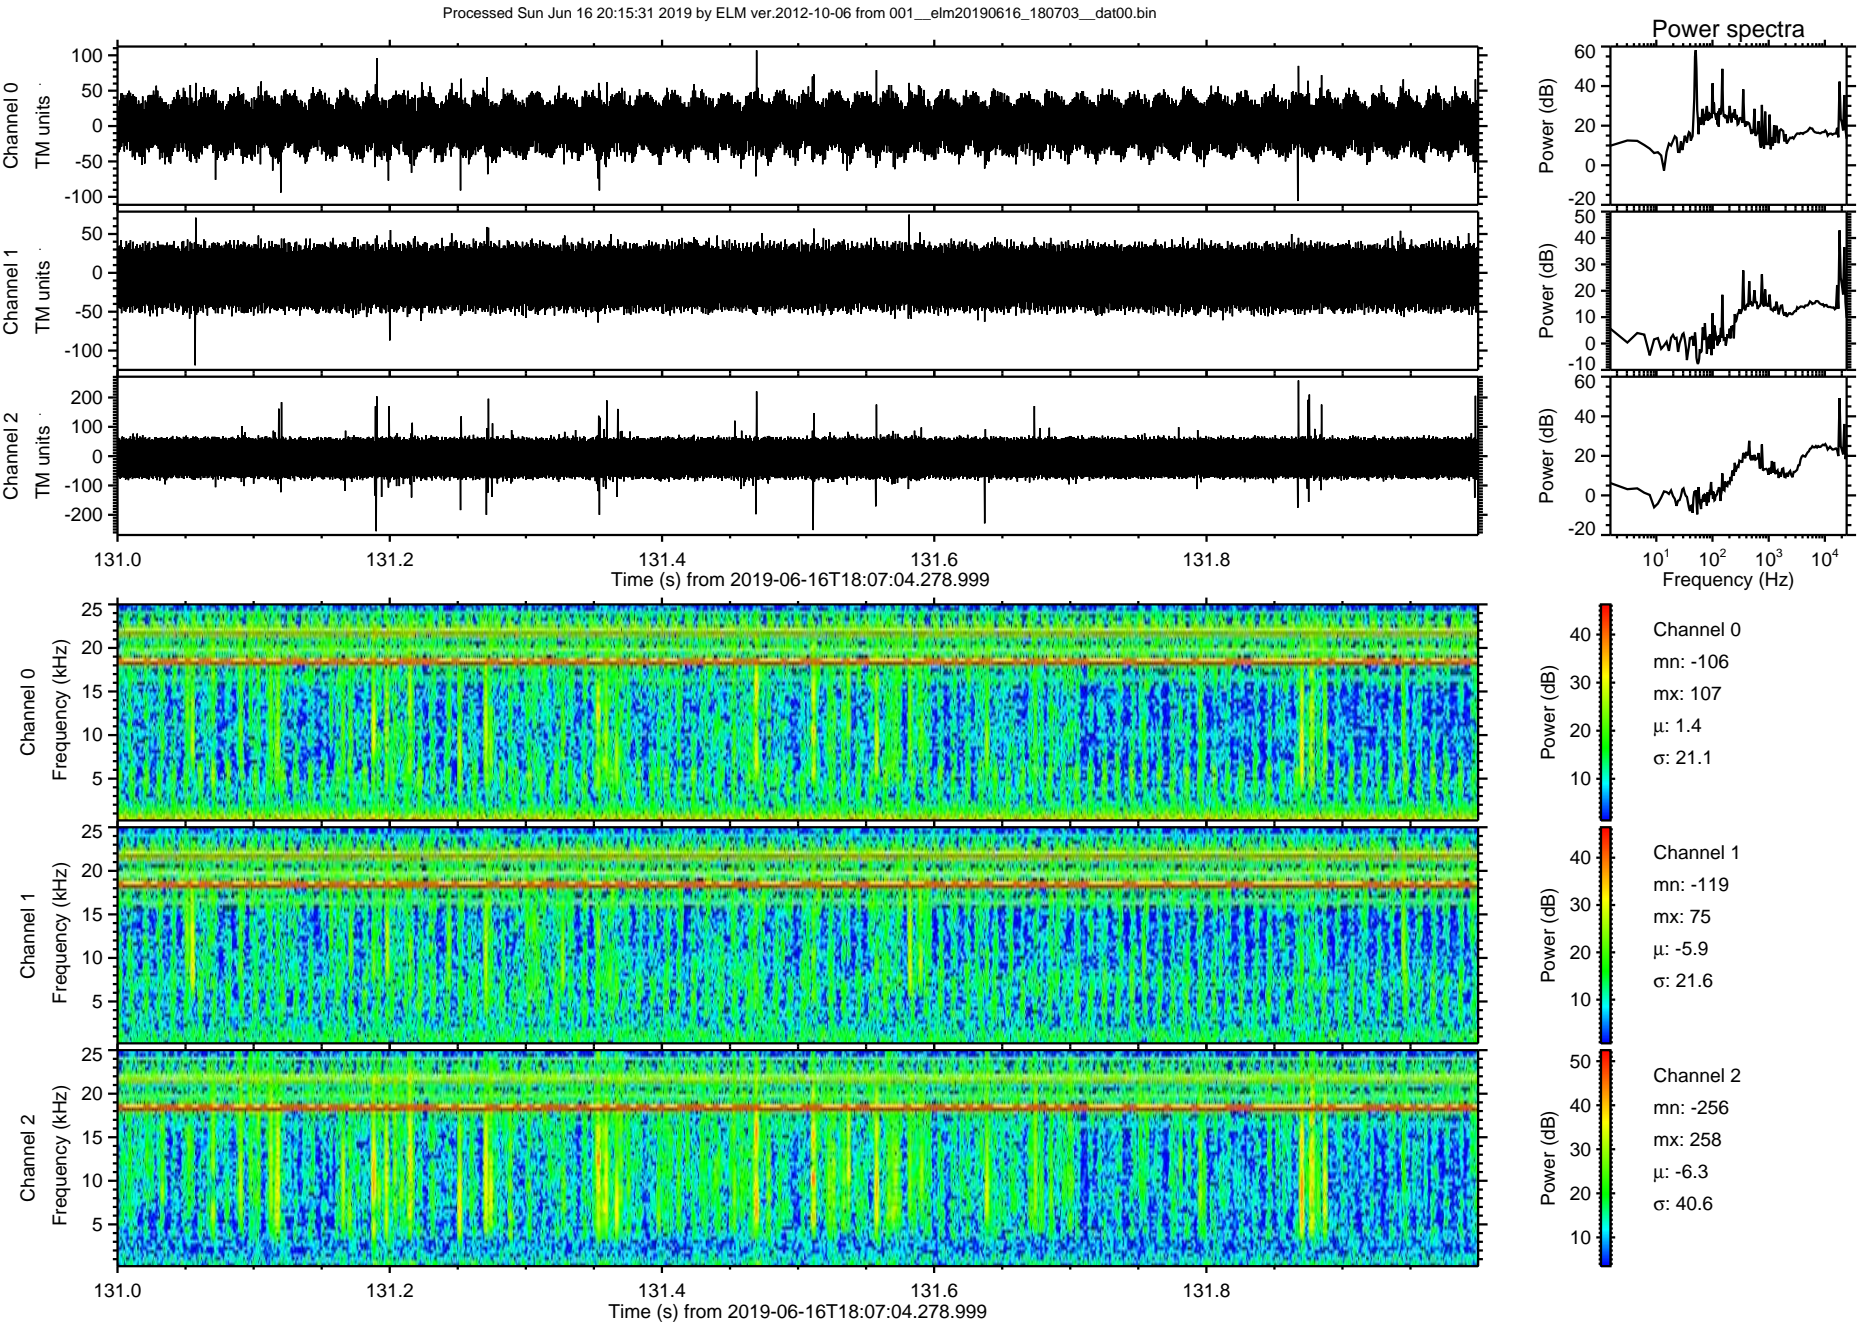 Processed Sun Jun 16 20:15:31 2019 by ELM ver.2012-10-06 from 001__elm20190616_180703__dat00.bin
Power spectra
Channel 0
TM units
100
50
0
-50
-100
Power (dB)
60
40
20
0
-20
Channel 1
TM units
50
0
-50
-100
Power (dB)
50
40
30
20
10
0
-10
Channel 2
TM units
200
100
0
-100
-200
Power (dB)
60
40
20
0
-20
131.0 131.2 131.4 131.6 131.8
Time (s) from 2019-06-16T18:07:04.278.999
10¹ 10² 10³ 10⁴
Frequency (Hz)
Channel 0
Frequency (kHz)
25
20
15
10
5
Power (dB)
40
30
20
10
Channel 0
mn: -106
mx: 107
μ: 1.4
σ: 21.1
Channel 1
Frequency (kHz)
25
20
15
10
5
Power (dB)
40
30
20
10
Channel 1
mn: -119
mx: 75
μ: -5.9
σ: 21.6
Channel 2
Frequency (kHz)
25
20
15
10
5
Power (dB)
50
40
30
20
10
Channel 2
mn: -256
mx: 258
μ: -6.3
σ: 40.6
131.0 131.2 131.4 131.6 131.8
Time (s) from 2019-06-16T18:07:04.278.999